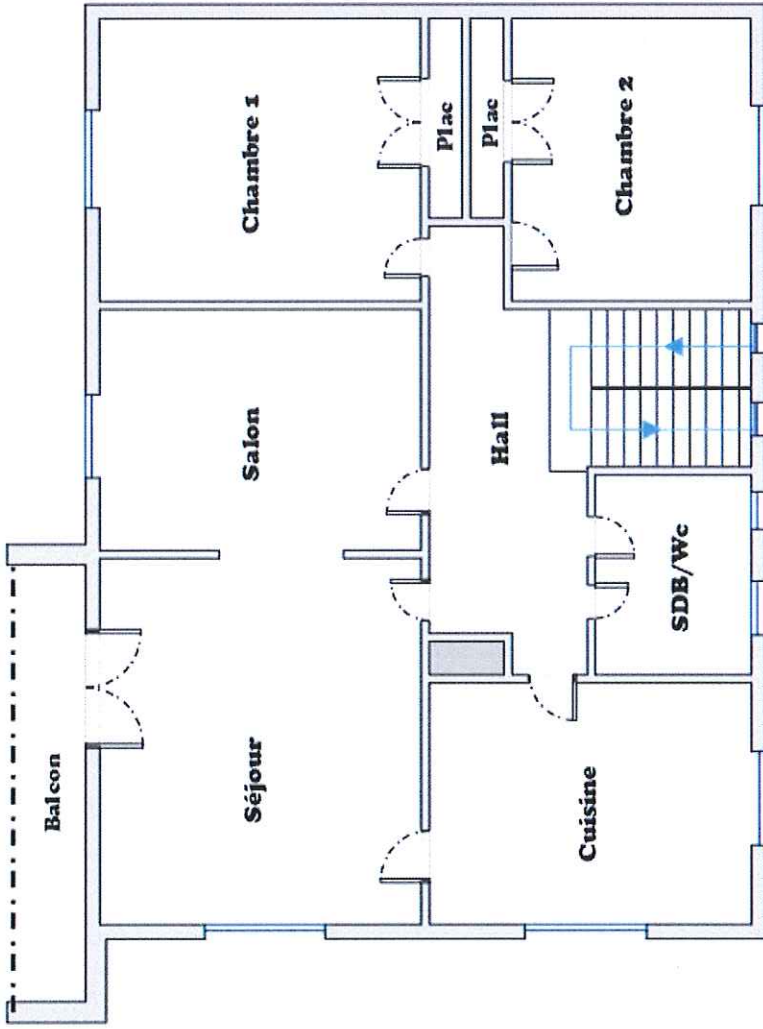 Balcon
Séjour
Salon
Chambre 1
Cuisine
Hall
Plac
Plac
SDB/Wc
Chambre 2